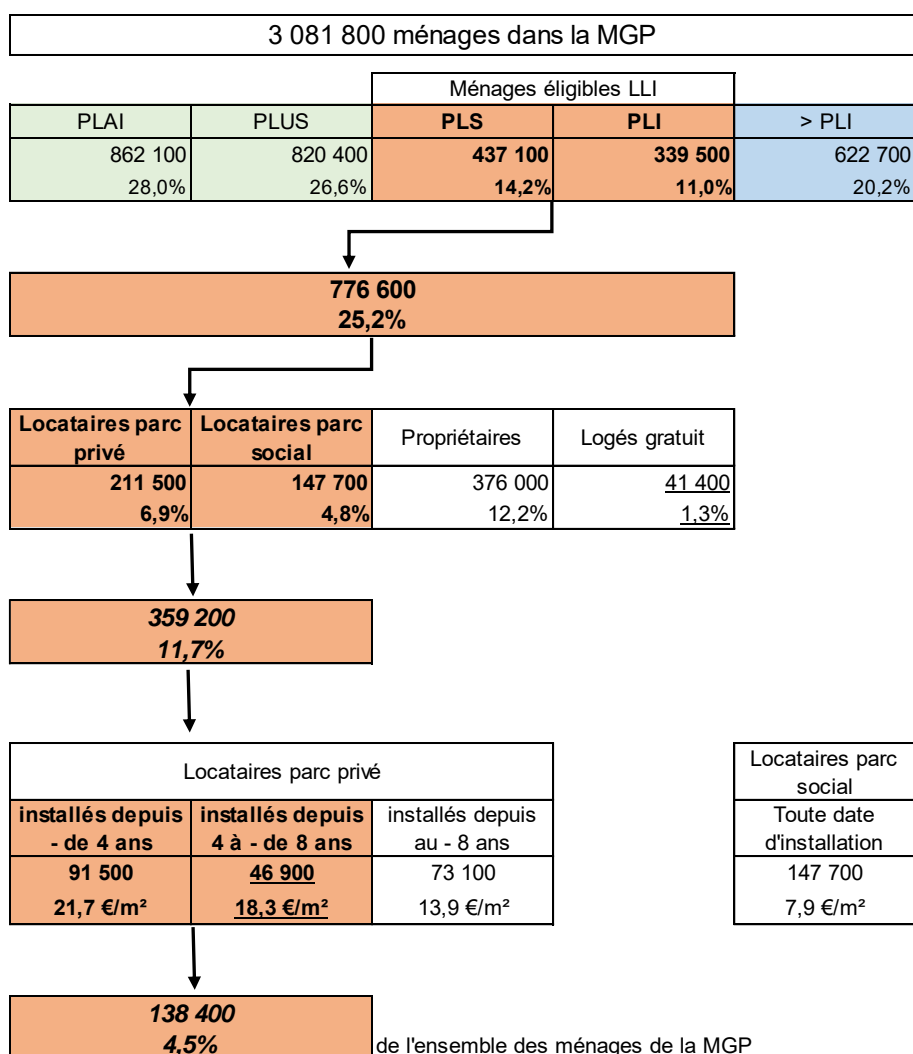 3 081 800 ménages dans la MGP
Ménages éligibles LLI
PLAI PLUS PLS PLI > PLI
862 100 820 400 437 100 339 500 622 700
28,0% 26,6% 14,2% 11,0% 20,2%
776 600
25,2%
Locataires parc privé Locataires parc social Propriétaires Logés gratuit
211 500 147 700 376 000 41 400
6,9% 4,8% 12,2% 1,3%
359 200
11,7%
Locataires parc privé Locataires parc social
installés depuis - de 4 ans installés depuis 4 à - de 8 ans installés depuis au - 8 ans Toute date d'installation
91 500 46 900 73 100 147 700
21,7 €/m² 18,3 €/m² 13,9 €/m² 7,9 €/m²
138 400
4,5% de l'ensemble des ménages de la MGP